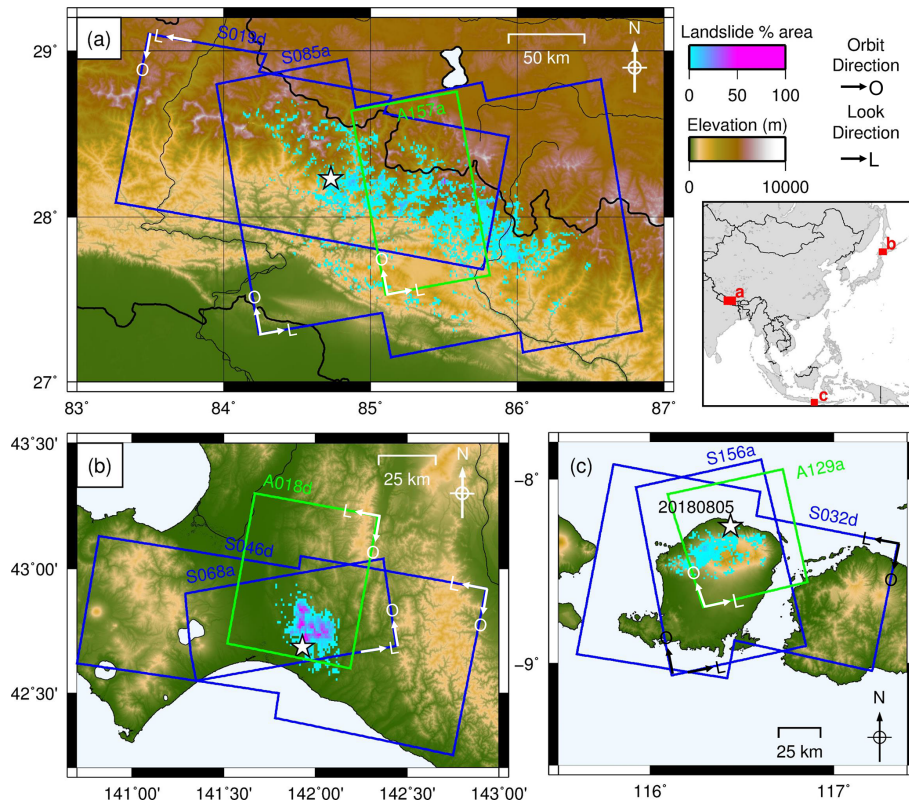 (a)
S019d
S085a
A157a
50 km
N
O
L
O
L
O
L
29°
28°
27°
83
84
85
86
87
Landslide % area
0 50 100
Elevation (m)
0 10000
Orbit
Direction
O
Look
Direction
L
a
b
c
(b)
A018d
S046d
S068a
25 km
N
L
O
L
O
O
L
43°30'
43°00'
42°30'
141°00'
141°30'
142°00'
142°30'
143°00'
(c)
S156a
A129a
S032d
20180805
L
O
O
L
O
L
N
25 km
-8°
-9°
116°
117°